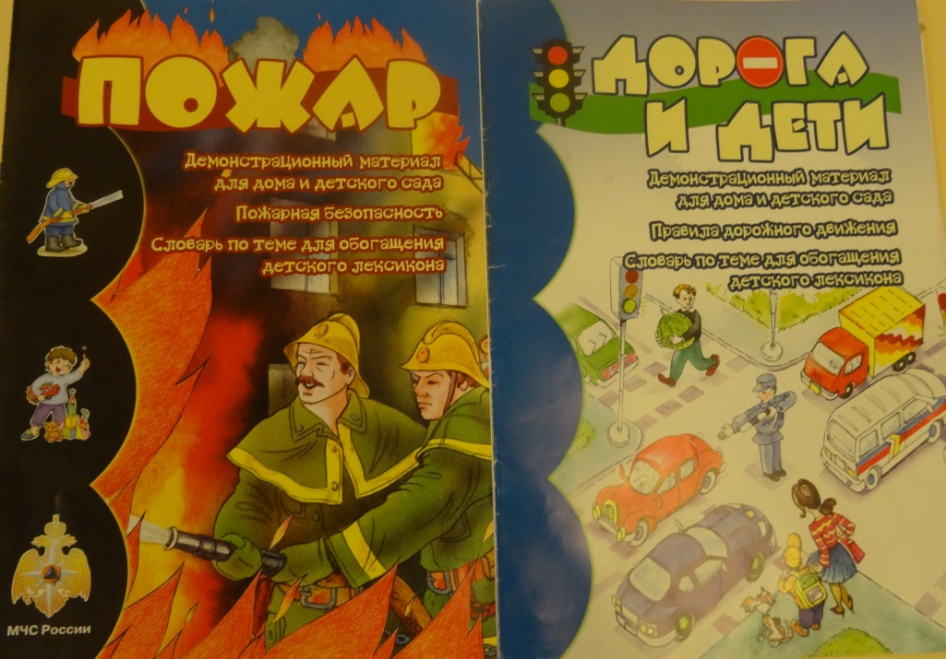 ПОЖАР
Демонстрационный материал
для дома и детского сада
Пожарная безопасность
Словарь по теме для обогащения
детского лексикона
МЧС России
ДОРОГА
И ДЕТИ
Демонстрационный материал
для дома и детского сада
Правила дорожного движения
Словарь по теме для обогащения
детского лексикона